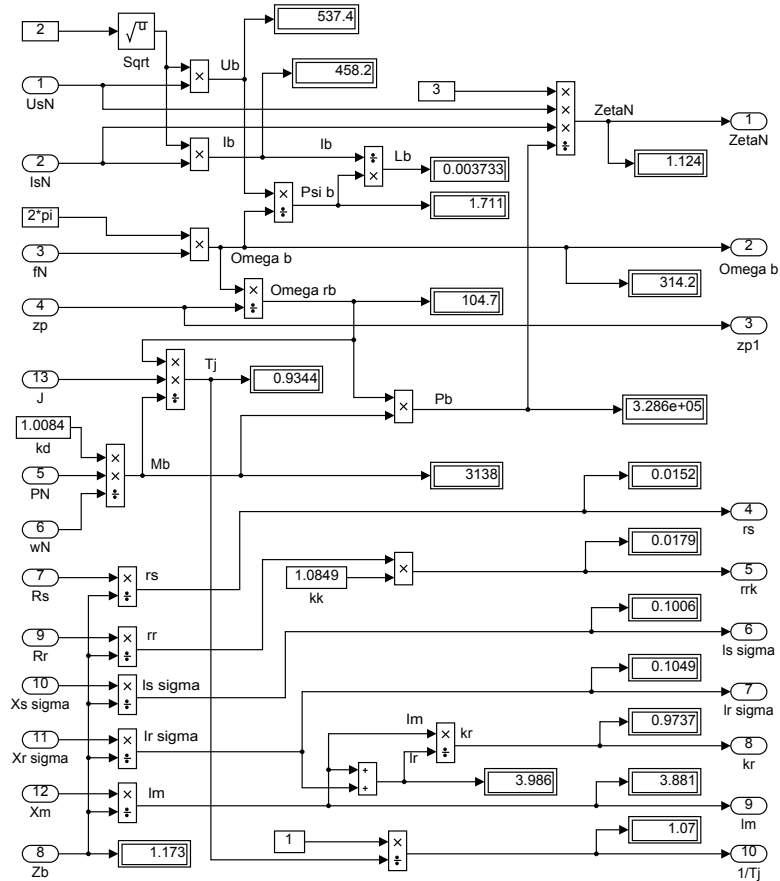 2
√u
Sqrt
537.4
1
UsN
×
×
Ub
458.2
3
×
×
×
÷
ZetaN
1
ZetaN
2
IsN
×
×
Ib
Ib
÷
×
Lb
0.003733
1.124
×
÷
Psi b
1.711
2*pi
3
fN
×
Omega b
2
Omega b
×
÷
Omega rb
104.7
314.2
4
zp
3
zp1
13
J
×
×
÷
Tj
0.9344
×
Pb
3.286e+05
1.0084
kd
5
PN
×
×
÷
Mb
3138
0.0152
6
wN
4
rs
7
Rs
×
÷
rs
1.0849
kk
×
0.0179
5
rrk
9
Rr
×
÷
rr
0.1006
6
ls sigma
10
Xs sigma
×
÷
ls sigma
0.1049
7
lr sigma
11
Xr sigma
×
÷
lr sigma
lm
×
÷
kr
lr
0.9737
8
kr
+
+
3.986
3.881
12
Xm
×
÷
lm
9
lm
8
Zb
1.173
1
×
÷
1.07
10
1/Tj